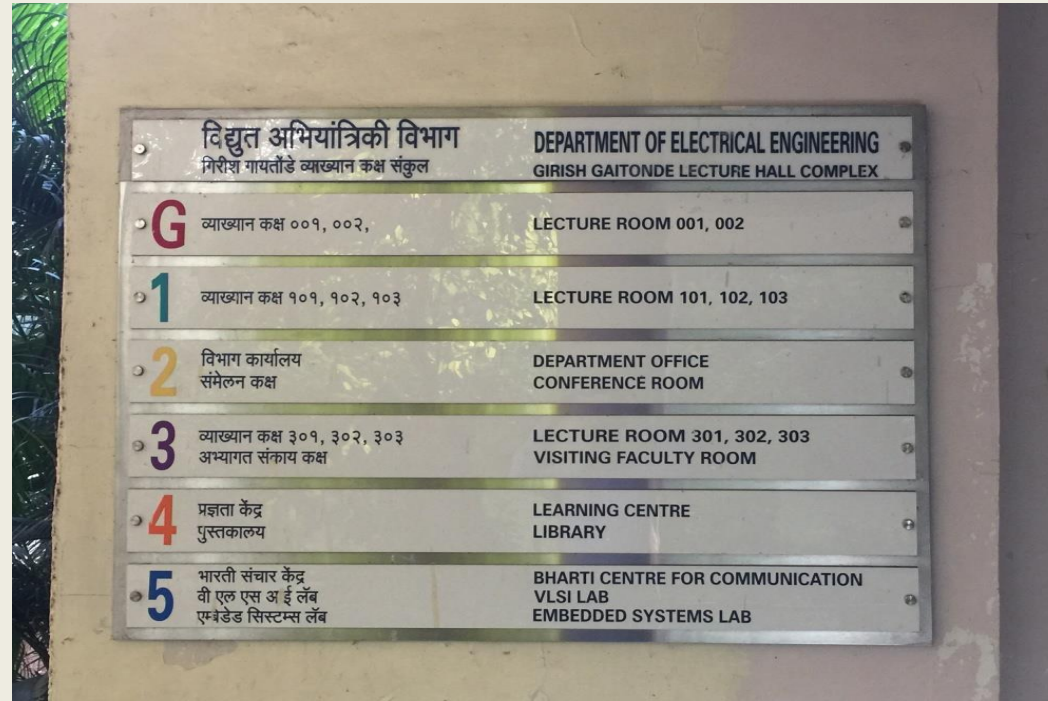 विद्युत अभियांत्रिकी विभाग DEPARTMENT OF ELECTRICAL ENGINEERING
गिरीश गायतोंडे व्याख्यान कक्ष संकुल GIRISH GAITONDE LECTURE HALL COMPLEX
G व्याख्यान कक्ष ००१, ००२, LECTURE ROOM 001, 002
1 व्याख्यान कक्ष १०१, १०२, १०३ LECTURE ROOM 101, 102, 103
2 विभाग कार्यालय DEPARTMENT OFFICE
संमेलन कक्ष CONFERENCE ROOM
3 व्याख्यान कक्ष ३०१, ३०२, ३०३ LECTURE ROOM 301, 302, 303
अभ्यागत संकाय कक्ष VISITING FACULTY ROOM
4 प्रज्ञता केंद्र LEARNING CENTRE
पुस्तकालय LIBRARY
5 भारती संचार केंद्र BHARTI CENTRE FOR COMMUNICATION
वी एल एस अ ई लॅब VLSI LAB
एम्बेडेड सिस्टम्स लॅब EMBEDDED SYSTEMS LAB